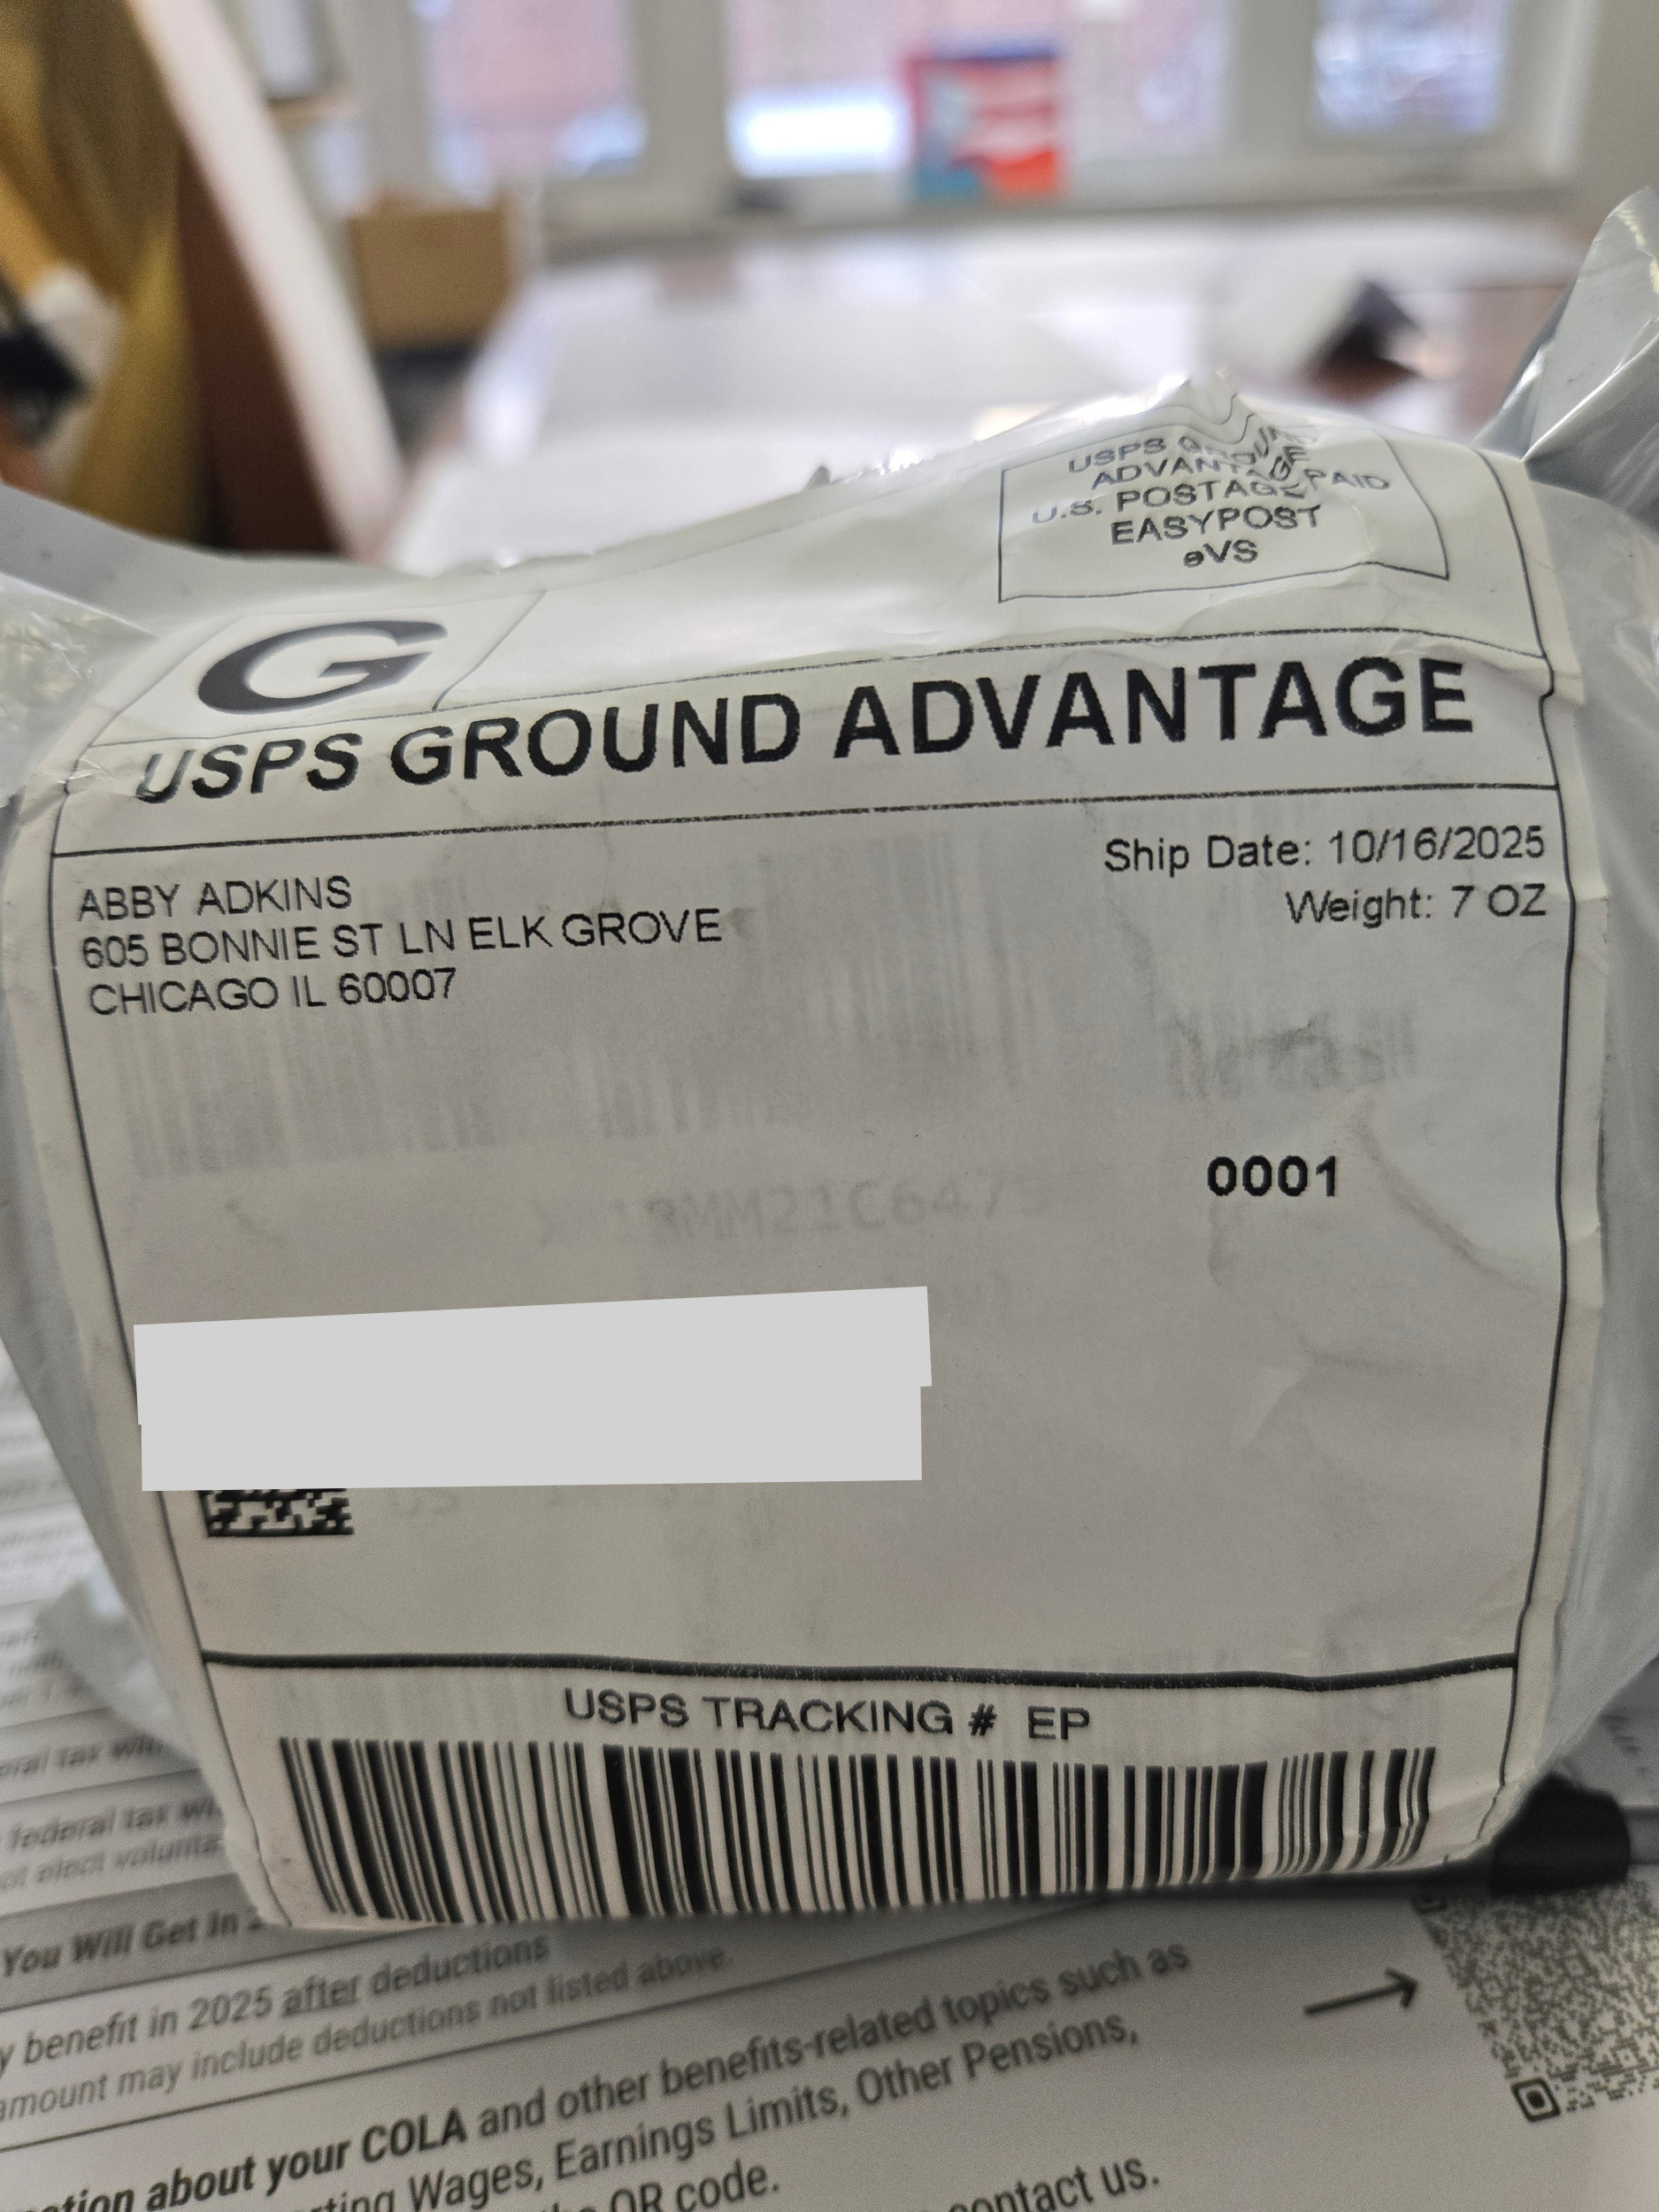 USPS GROUND
ADVANTAGE
U.S. POSTAGE PAID
EASYPOST
eVS
G
USPS GROUND ADVANTAGE
Ship Date: 10/16/2025
Weight: 7 OZ
ABBY ADKINS
605 BONNIE ST LN ELK GROVE
CHICAGO IL 60007
0001
USPS TRACKING # EP
federal tax
You Will Get in
benefit in 2025 after deductions
amount may include deductions not listed above.
about your COLA and other benefits-related topics such as
Wages, Earnings Limits, Other Pensions,
QR code.
contact us.